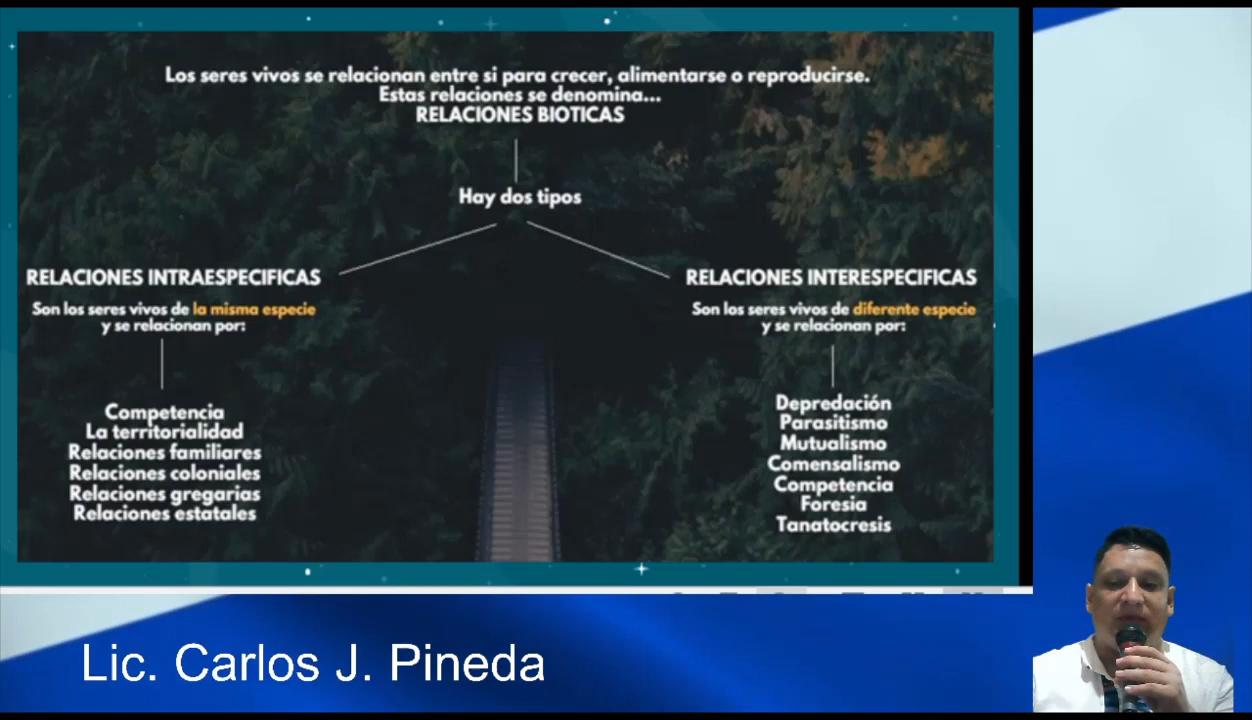 Los seres vivos se relacionan entre si para crecer, alimentarse o reproducirse.
Estas relaciones se denomina...
RELACIONES BIOTICAS
Hay dos tipos
RELACIONES INTRAESPECIFICAS
Son los seres vivos de la misma especie
y se relacionan por:
Competencia
La territorialidad
Relaciones familiares
Relaciones coloniales
Relaciones gregarias
Relaciones estatales
RELACIONES INTERESPECIFICAS
Son los seres vivos de diferente especie
y se relacionan por:
Depredación
Parasitismo
Mutualismo
Comensalismo
Competencia
Foresia
Tanatocresis
Lic. Carlos J. Pineda